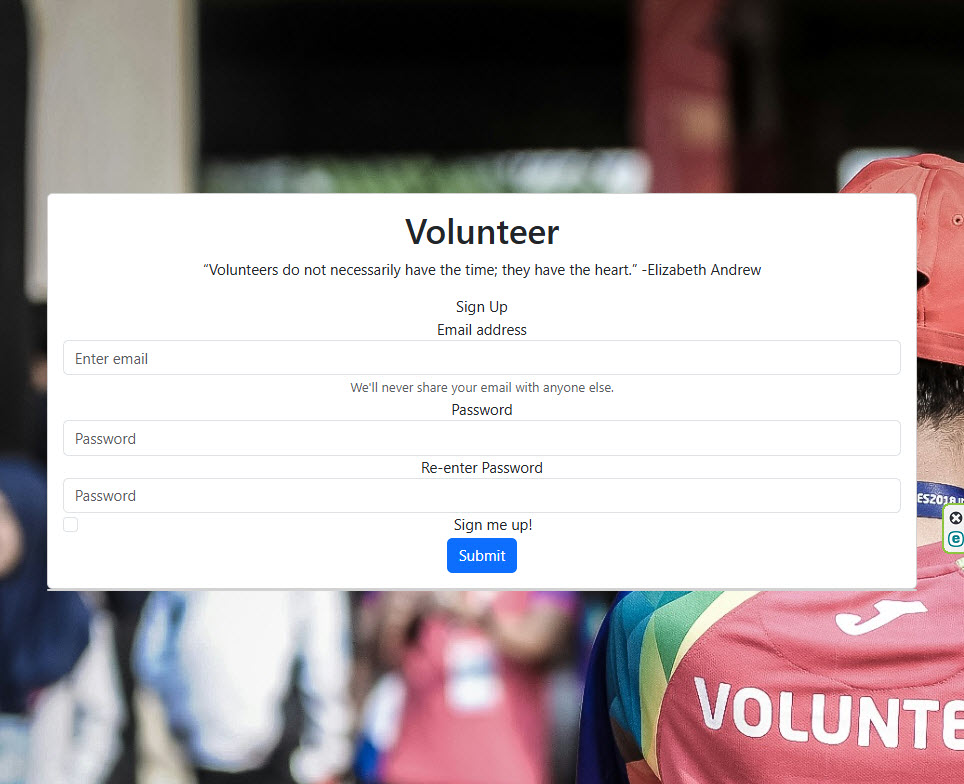 Volunteer
“Volunteers do not necessarily have the time; they have the heart.” -Elizabeth Andrew
Sign Up
Email address
Enter email
We'll never share your email with anyone else.
Password
Password
Re-enter Password
Password
Sign me up!
Submit
ES2018
VOLUNTE